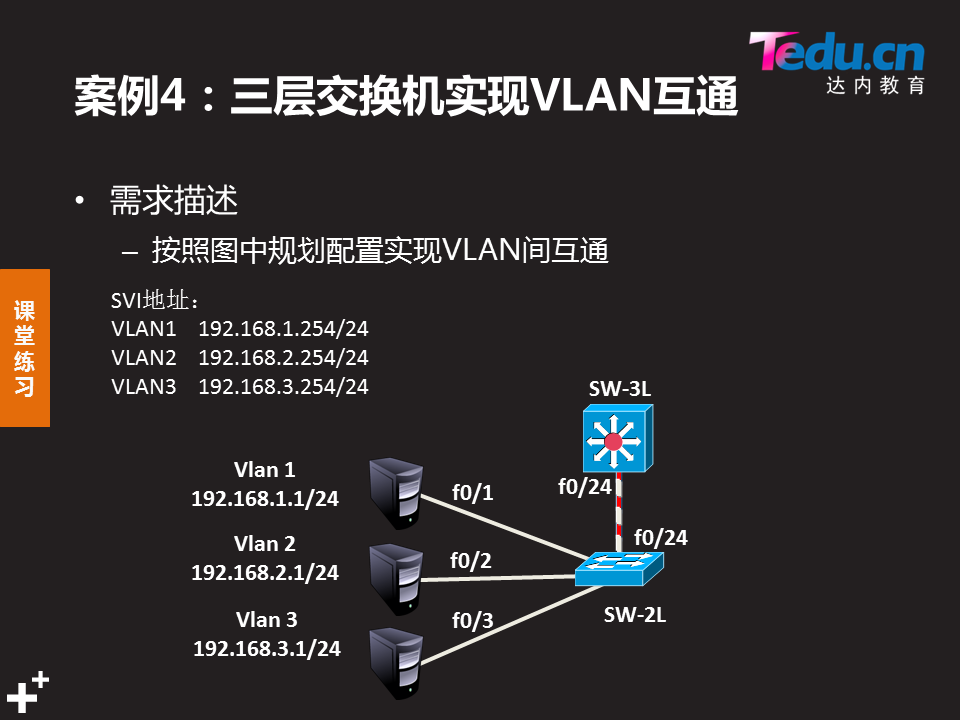 Tedu.cn
达内教育
案例4：三层交换机实现VLAN互通
• 需求描述
– 按照图中规划配置实现VLAN间互通
课堂练习
SVI地址：
VLAN1 192.168.1.254/24
VLAN2 192.168.2.254/24
VLAN3 192.168.3.254/24
SW-3L
f0/24
f0/24
SW-2L
Vlan 1
192.168.1.1/24
f0/1
Vlan 2
192.168.2.1/24
f0/2
Vlan 3
192.168.3.1/24
f0/3